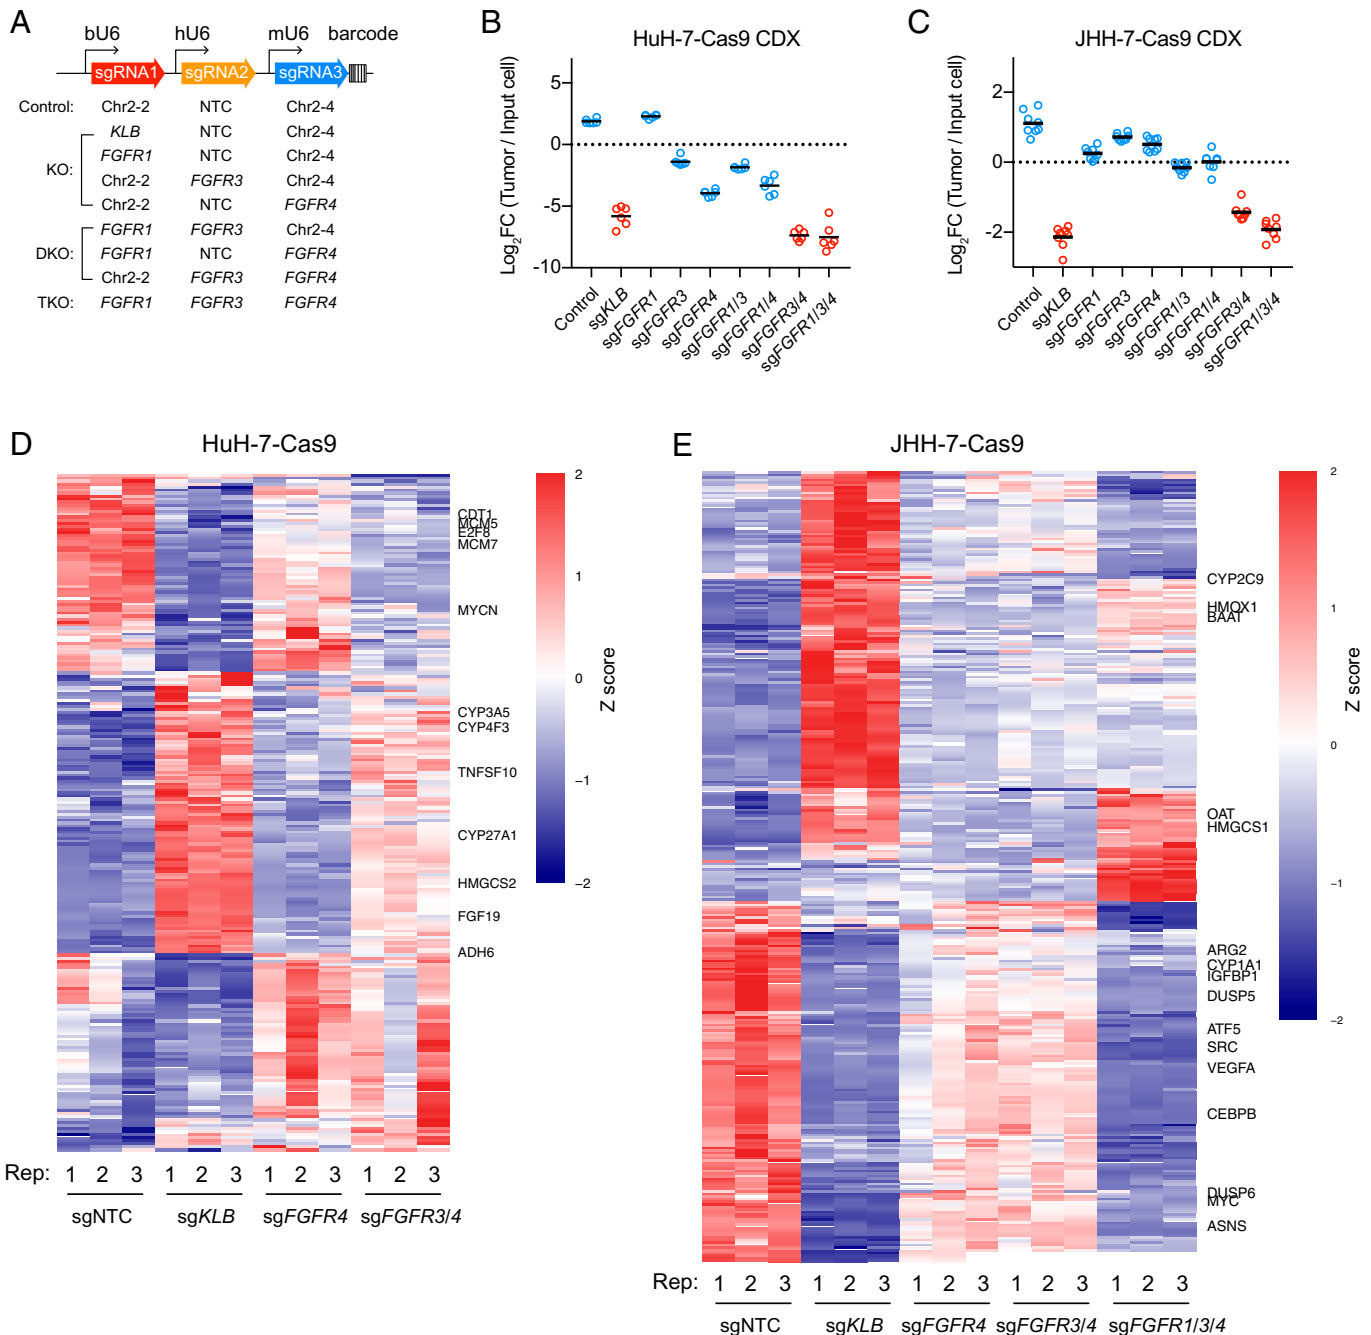 A
bU6 hU6 mU6 barcode
sgRNA1 sgRNA2 sgRNA3
Control: Chr2-2 NTC Chr2-4
KO: KLB NTC Chr2-4
FGFR1 NTC Chr2-4
Chr2-2 FGFR3 Chr2-4
Chr2-2 NTC FGFR4
DKO: FGFR1 FGFR3 Chr2-4
FGFR1 NTC FGFR4
Chr2-2 FGFR3 FGFR4
TKO: FGFR1 FGFR3 FGFR4
B
HuH-7-Cas9 CDX
Log2FC (Tumor / Input cell)
5
0
-5
-10
Control
sgKLB
sgFGFR1
sgFGFR3
sgFGFR4
sgFGFR1/3
sgFGFR1/4
sgFGFR3/4
sgFGFR1/3/4
C
JHH-7-Cas9 CDX
Log2FC (Tumor / Input cell)
2
0
-2
Control
sgKLB
sgFGFR1
sgFGFR3
sgFGFR4
sgFGFR1/3
sgFGFR1/4
sgFGFR3/4
sgFGFR1/3/4
D
HuH-7-Cas9
CDT1
MCM5
E2F8
MCM7
MYCN
CYP3A5
CYP4F3
TNFSF10
CYP27A1
HMGCS2
FGF19
ADH6
2
1
0
−1
−2
Z score
Rep: 1 2 3 1 2 3 1 2 3 1 2 3
sgNTC sgKLB sgFGFR4 sgFGFR3/4
E
JHH-7-Cas9
CYP2C9
HMOX1
BAAT
OAT
HMGCS1
ARG2
CYP1A1
IGFBP1
DUSP5
ATF5
SRC
VEGFA
CEBPB
DUSP6
MYC
ASNS
2
1
0
−1
−2
Z score
Rep: 1 2 3 1 2 3 1 2 3 1 2 3 1 2 3
sgNTC sgKLB sgFGFR4 sgFGFR3/4 sgFGFR1/3/4